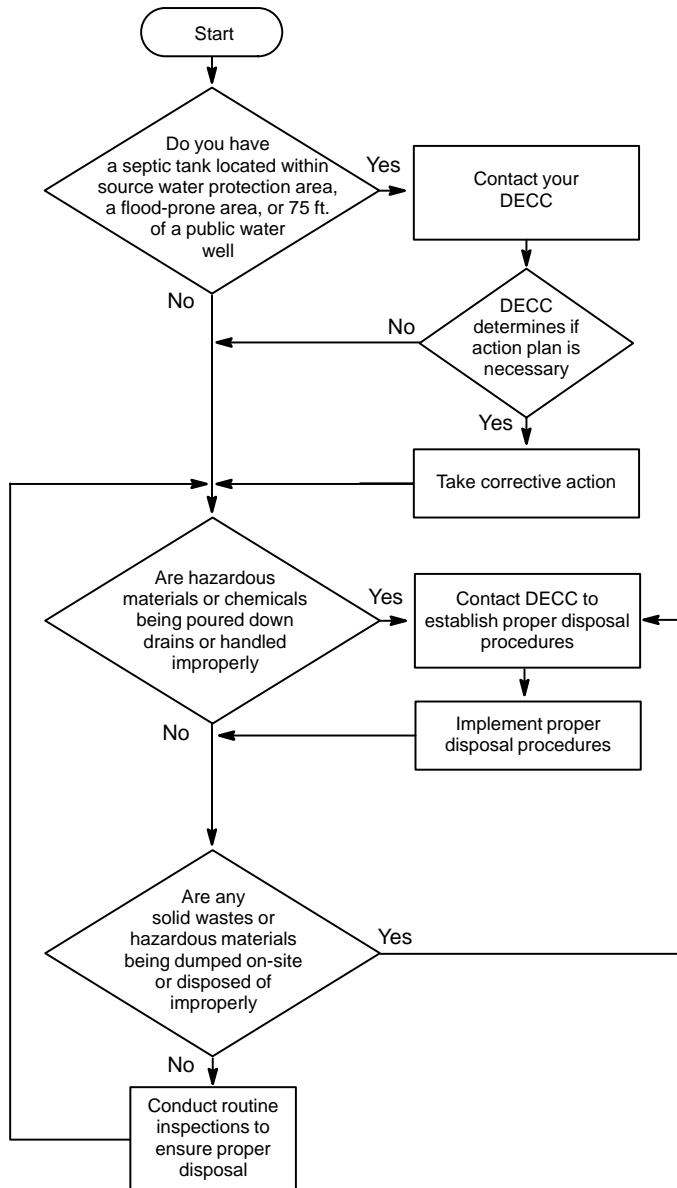 Start
Do you have
a septic tank located within
source water protection area,
a flood-prone area, or 75 ft.
of a public water
well
Yes
Contact your
DECC
No
DECC
determines if
action plan is
necessary
No
Yes
Take corrective action
Are hazardous
materials or chemicals
being poured down
drains or handled
improperly
Yes
Contact DECC to
establish proper disposal
procedures
No
Implement proper
disposal procedures
Are any
solid wastes or
hazardous materials
being dumped on-site
or disposed of
improperly
Yes
No
Conduct routine
inspections to
ensure proper
disposal